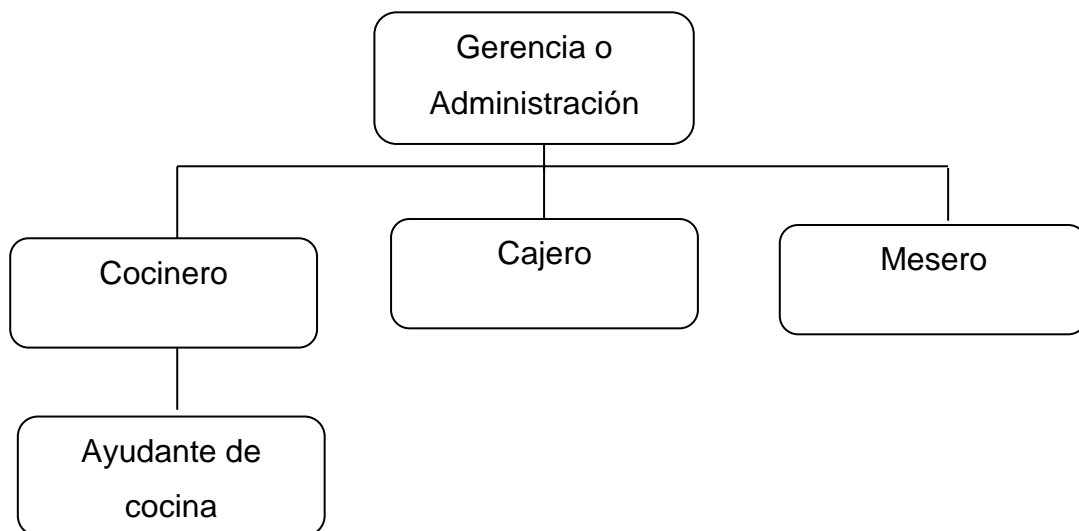 Gerencia o
Administración
Cocinero
Cajero
Mesero
Ayudante de
cocina